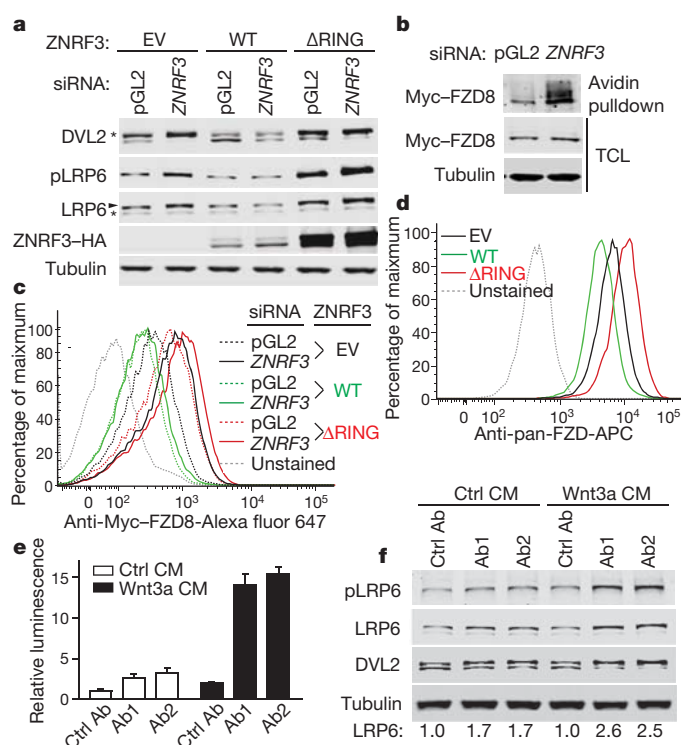 a
ZNRF3: EV WT ΔRING
siRNA: pGL2 ZNRF3 pGL2 ZNRF3 pGL2 ZNRF3
DVL2 *
pLRP6
LRP6
*
ZNRF3–HA
Tubulin
b
siRNA: pGL2 ZNRF3
Myc–FZD8 Avidin pulldown
Myc–FZD8
TCL
Tubulin
c
100
80
60
40
20
0
Percentage of maixmum
siRNA ZNRF3
pGL2
ZNRF3
EV
pGL2
ZNRF3
WT
pGL2
ZNRF3
ΔRING
Unstained
0 10² 10³ 10⁴ 10⁵
Anti-Myc–FZD8-Alexa fluor 647
d
EV
WT
ΔRING
Unstained
100
80
60
40
20
0
Percentage of maixmum
0 10² 10³ 10⁴ 10⁵
Anti-pan-FZD-APC
e
Ctrl CM
Wnt3a CM
15
10
5
0
Relative luminescence
Ctrl Ab Ab1 Ab2 Ctrl Ab Ab1 Ab2
f
Ctrl CM Wnt3a CM
Ctrl Ab Ab1 Ab2 Ctrl Ab Ab1 Ab2
pLRP6
LRP6
DVL2
Tubulin
LRP6: 1.0 1.7 1.7 1.0 2.6 2.5